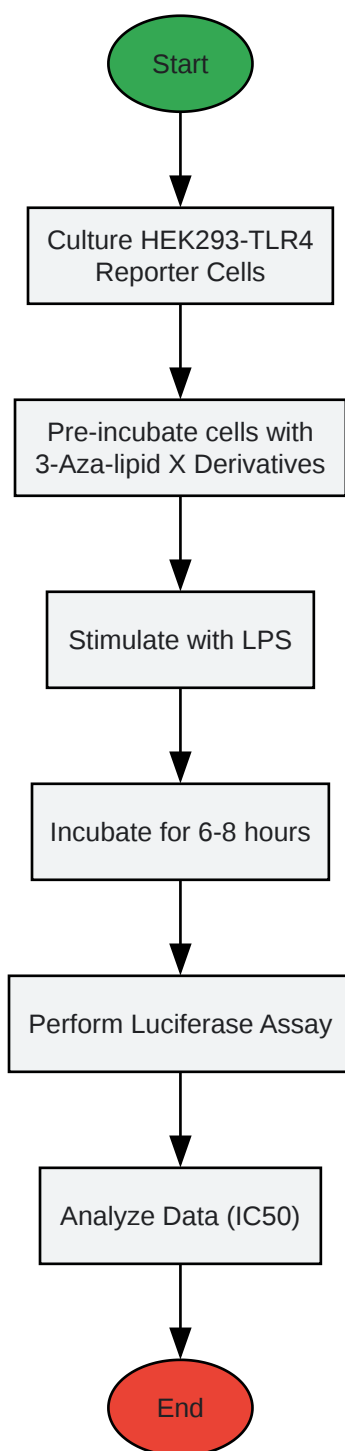 Start
Culture HEK293-TLR4
Reporter Cells
Pre-incubate cells with
3-Aza-lipid X Derivatives
Stimulate with LPS
Incubate for 6-8 hours
Perform Luciferase Assay
Analyze Data (IC50)
End